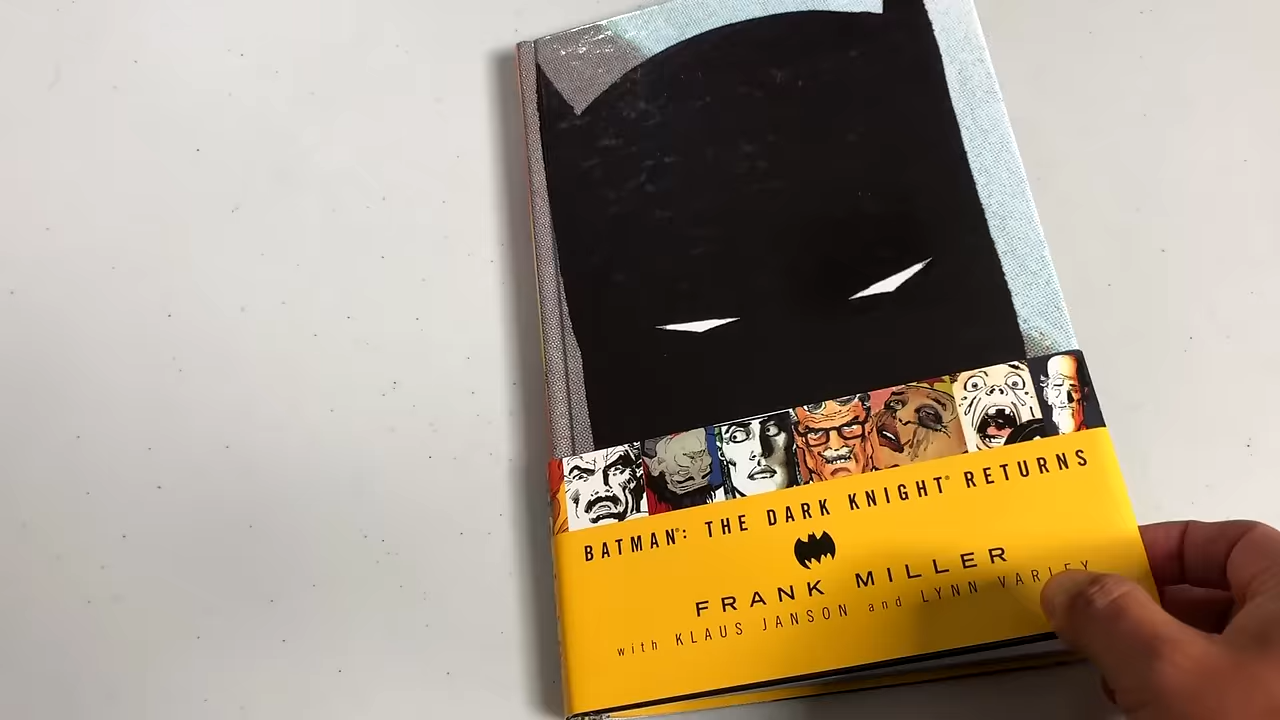 BATMAN®: THE DARK KNIGHT® RETURNS
FRANK MILLER
with KLAUS JANSON and LYNN VARLEY